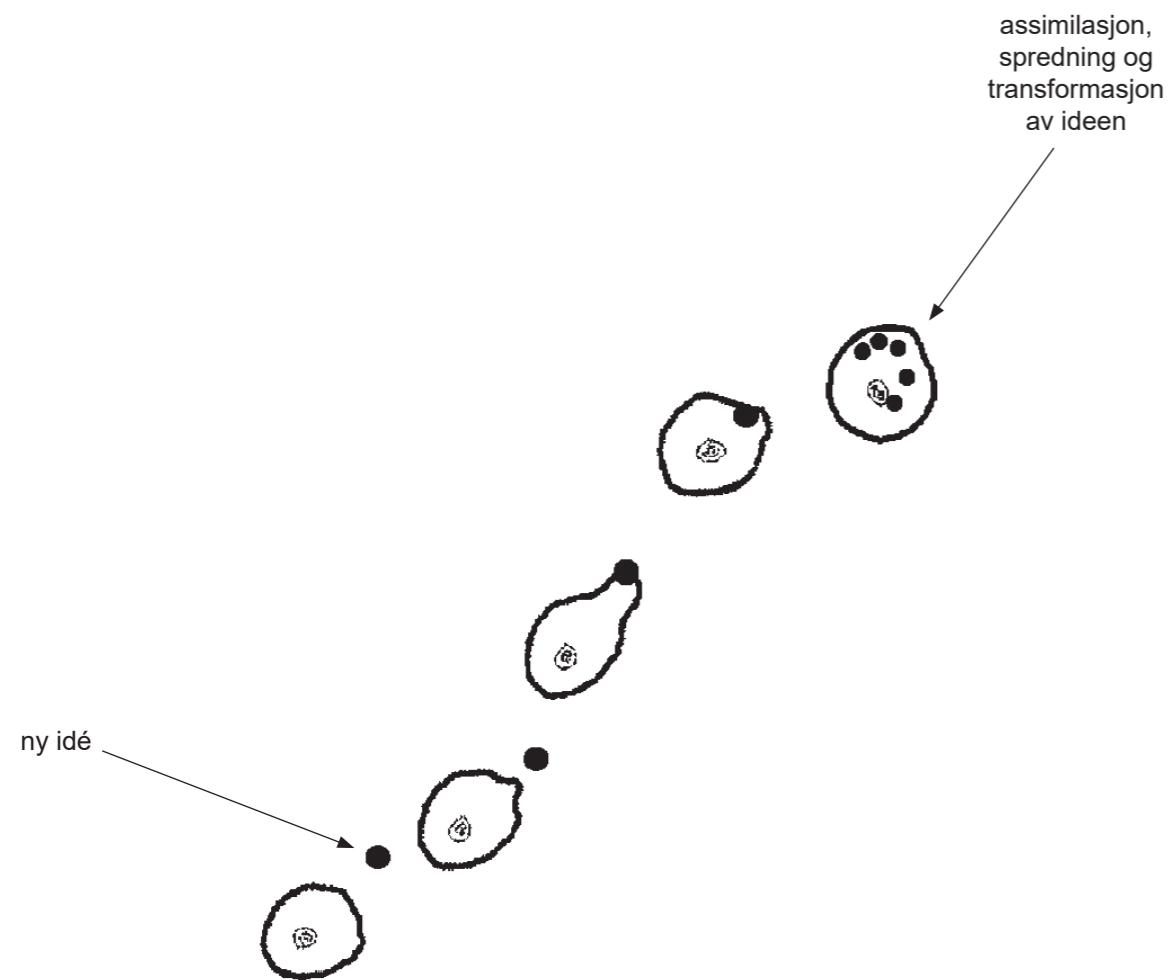 assimilasjon,
spredning og
transformasjon
av ideen
ny idé